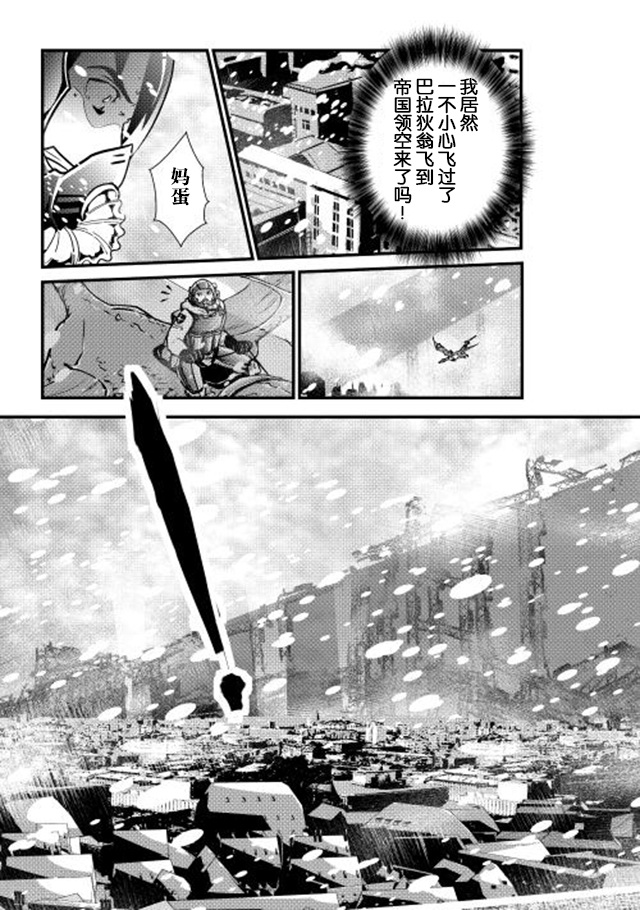 我居然
一不小心飞过了
巴拉狄翁飞到
帝国领空来了吗！
妈蛋